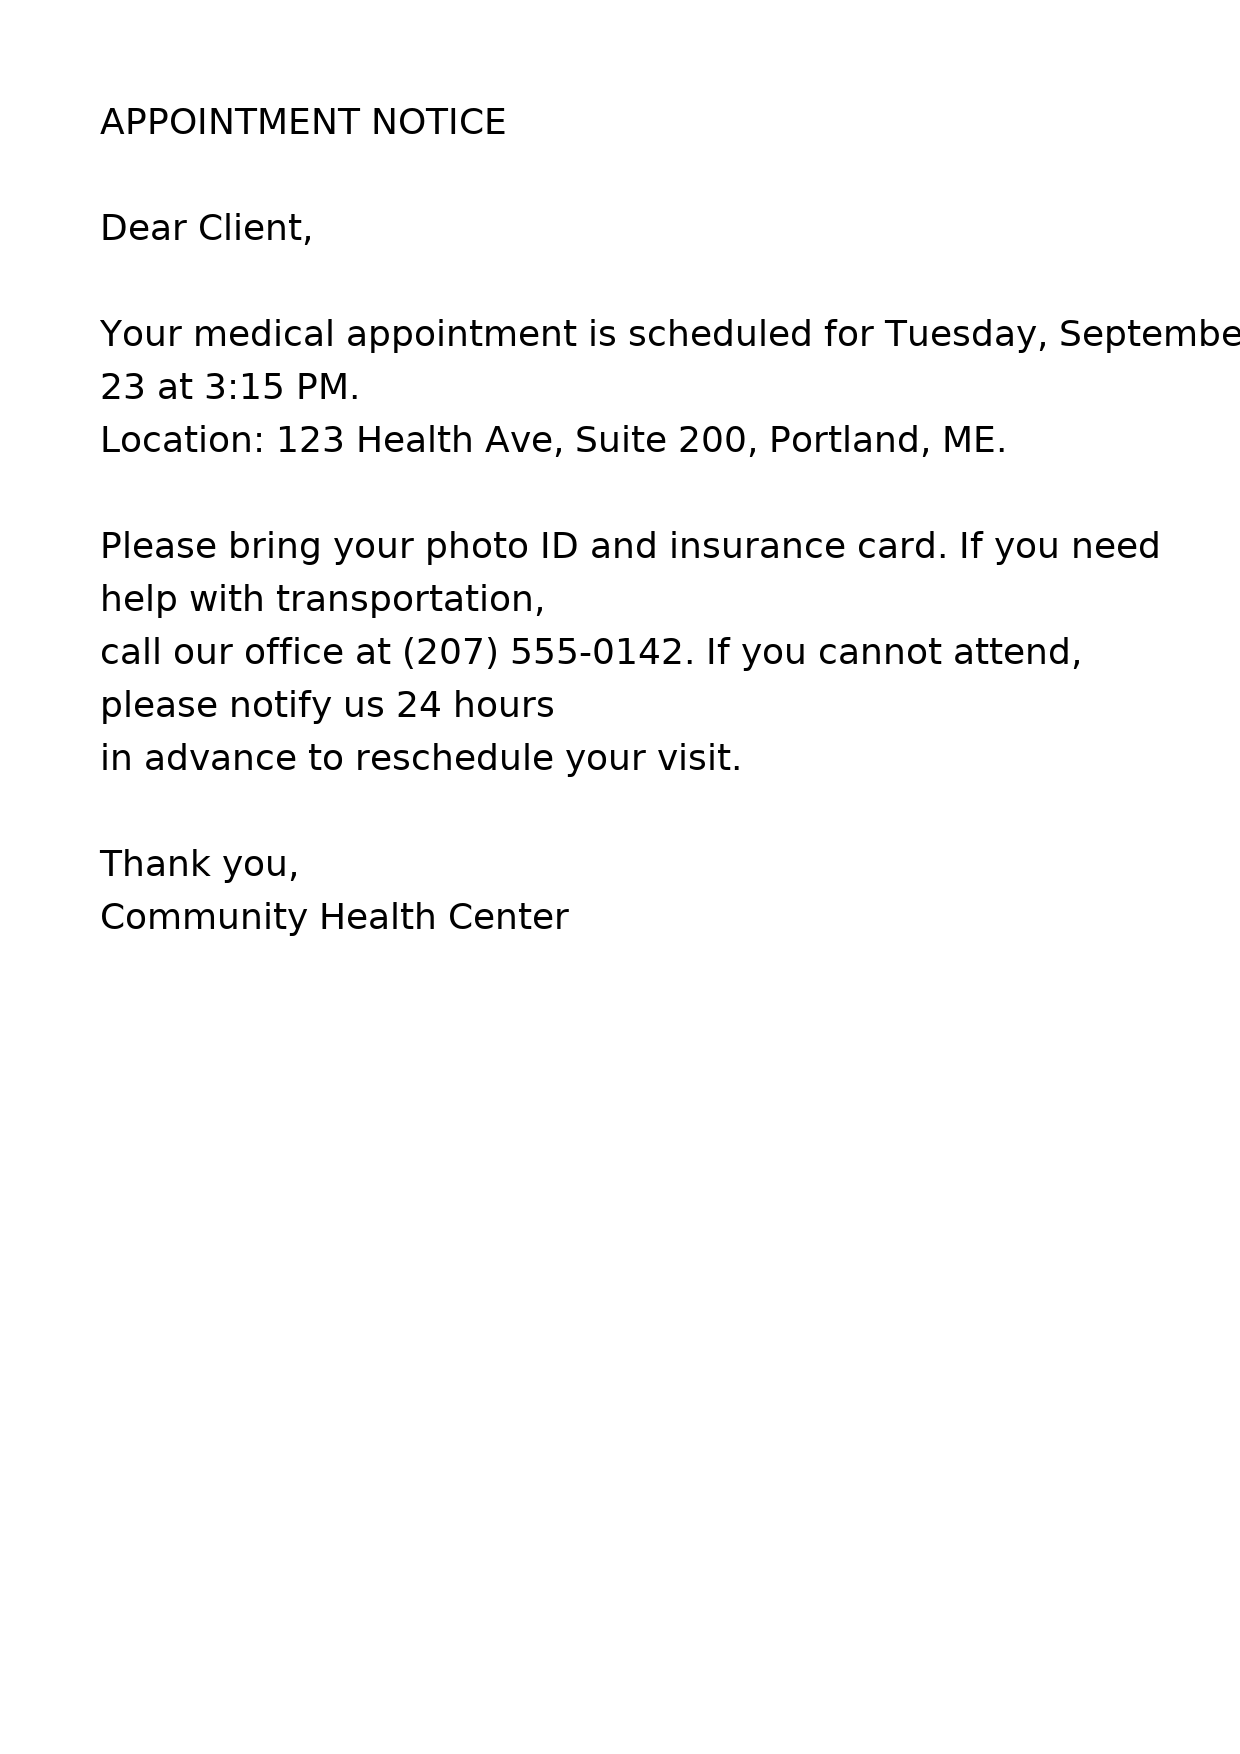 APPOINTMENT NOTICE
Dear Client,
Your medical appointment is scheduled for Tuesday, Septembe
23 at 3:15 PM.
Location: 123 Health Ave, Suite 200, Portland, ME.
Please bring your photo ID and insurance card. If you need
help with transportation,
call our office at (207) 555-0142. If you cannot attend,
please notify us 24 hours
in advance to reschedule your visit.
Thank you,
Community Health Center